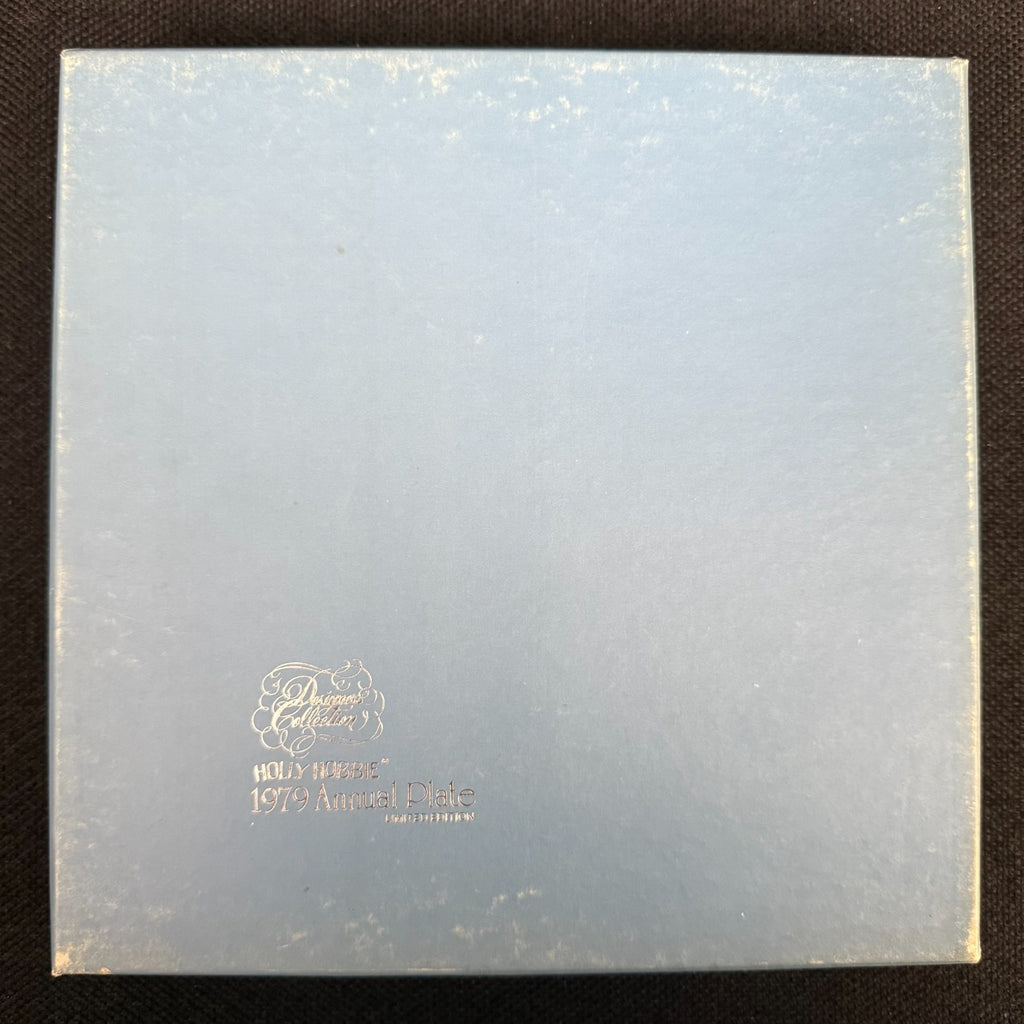 Designers
Collection
HOLLY HOBBIE™
1979 Annual Plate
LIMITED EDITION